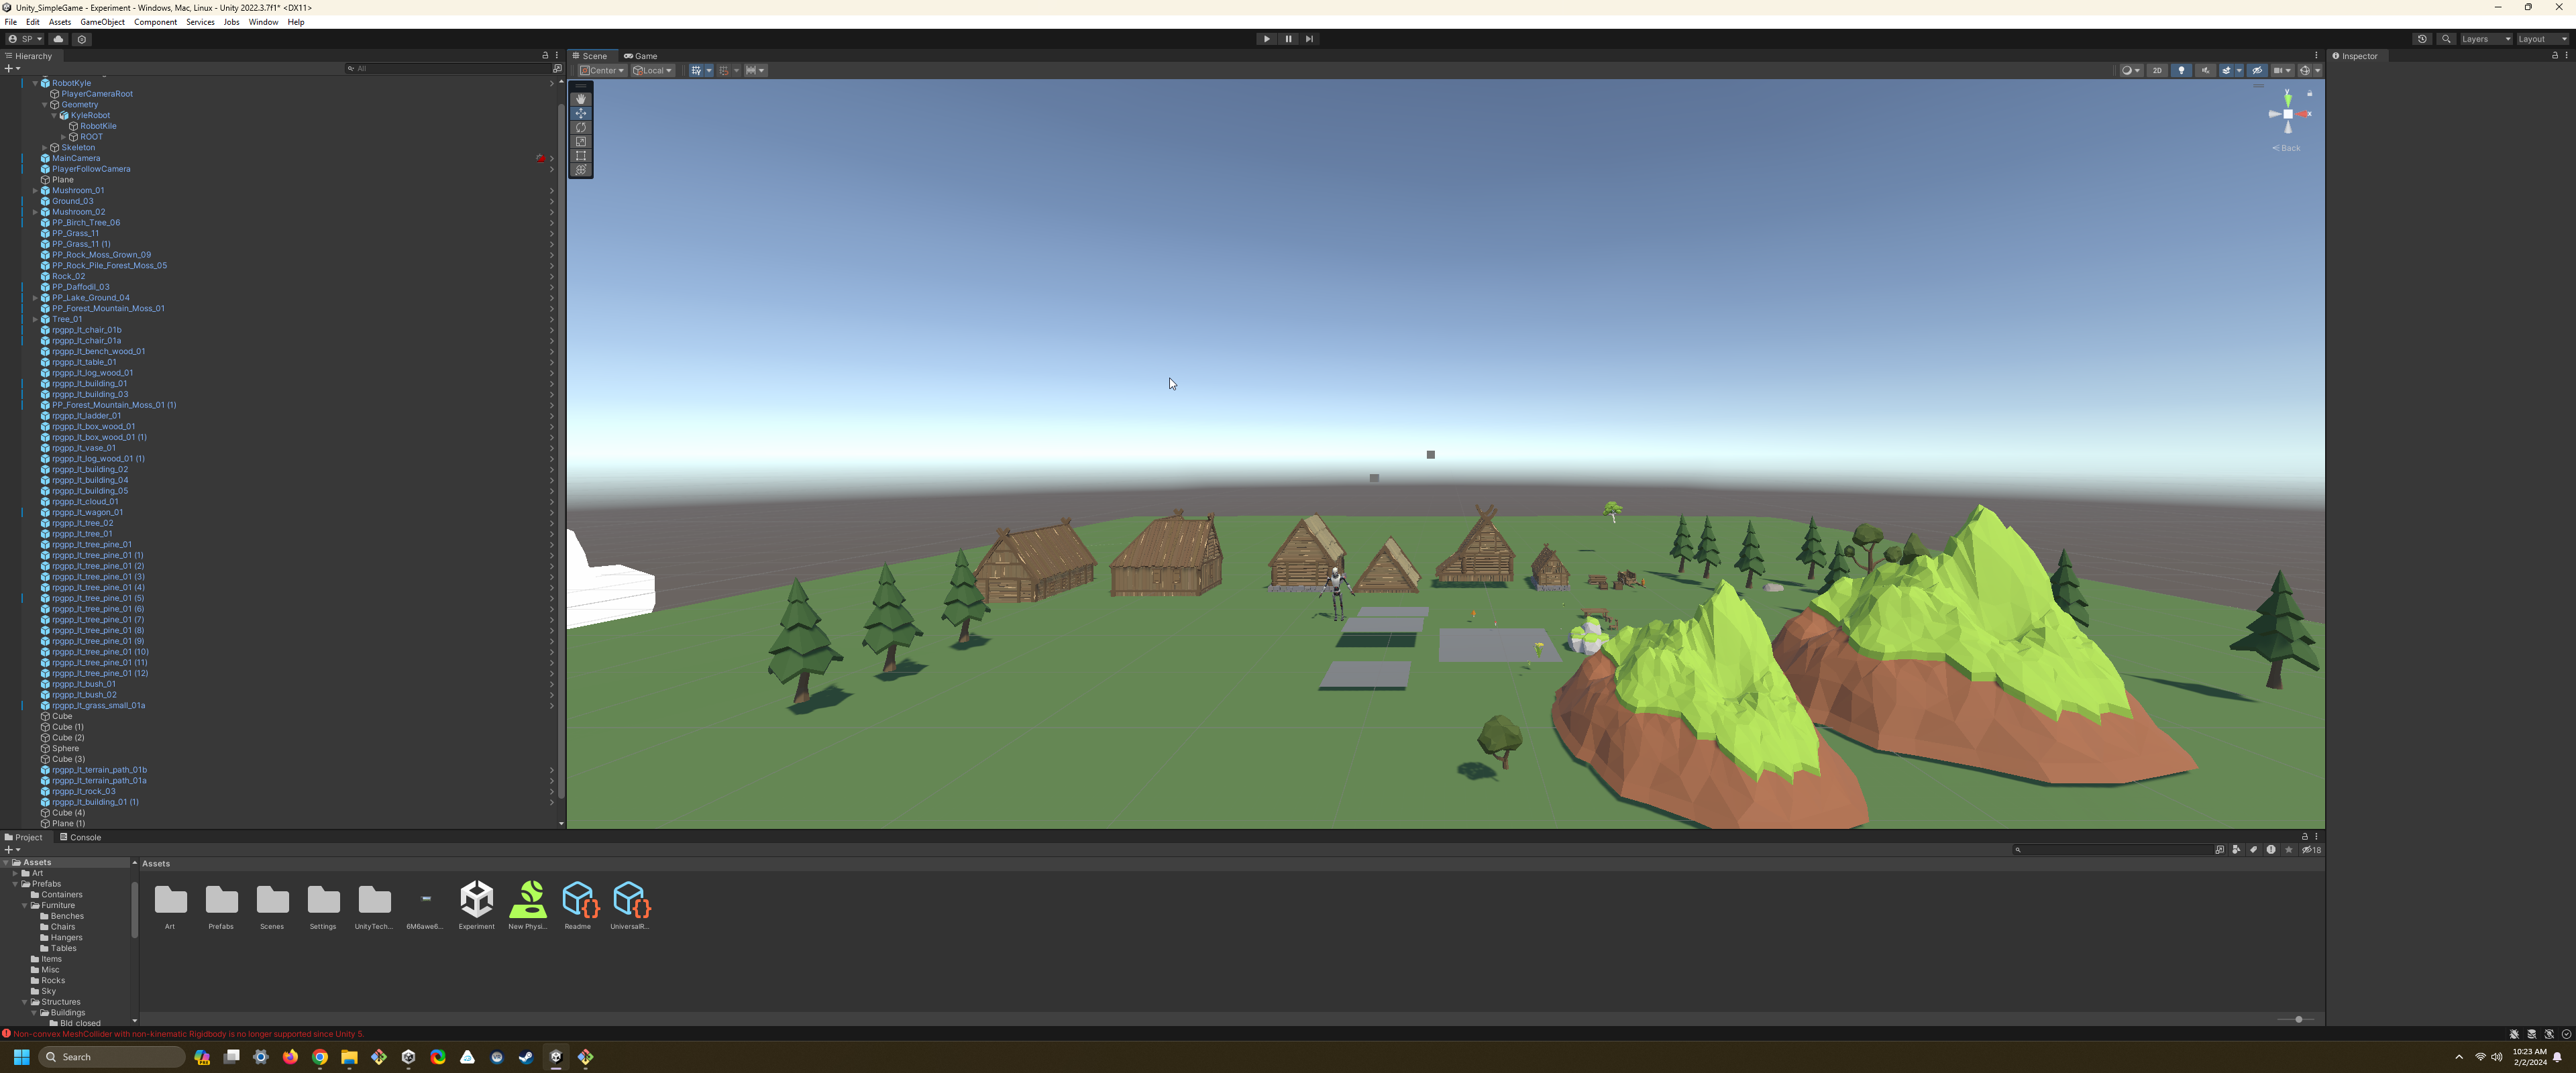 Unity_SimpleGame - Experiment - Windows, Mac, Linux - Unity 2022.3.7f1* <DX11>
File Edit Assets GameObject Component Services Jobs Window Help
SP
Layers
Layout
Hierarchy
All
RobotKyle
PlayerCameraRoot
Geometry
KyleRobot
RobotKile
ROOT
Skeleton
MainCamera
PlayerFollowCamera
Plane
Mushroom_01
Ground_03
Mushroom_02
PP_Birch_Tree_06
PP_Grass_11
PP_Grass_11 (1)
PP_Rock_Moss_Grown_09
PP_Rock_Pile_Forest_Moss_05
Rock_02
PP_Daffodil_03
PP_Lake_Ground_04
PP_Forest_Mountain_Moss_01
Tree_01
rpgpp_lt_chair_01b
rpgpp_lt_chair_01a
rpgpp_lt_bench_wood_01
rpgpp_lt_table_01
rpgpp_lt_log_wood_01
rpgpp_lt_building_01
rpgpp_lt_building_03
PP_Forest_Mountain_Moss_01 (1)
rpgpp_lt_ladder_01
rpgpp_lt_box_wood_01
rpgpp_lt_box_wood_01 (1)
rpgpp_lt_vase_01
rpgpp_lt_log_wood_01 (1)
rpgpp_lt_building_02
rpgpp_lt_building_04
rpgpp_lt_building_05
rpgpp_lt_cloud_01
rpgpp_lt_wagon_01
rpgpp_lt_tree_02
rpgpp_lt_tree_01
rpgpp_lt_tree_pine_01
rpgpp_lt_tree_pine_01 (1)
rpgpp_lt_tree_pine_01 (2)
rpgpp_lt_tree_pine_01 (3)
rpgpp_lt_tree_pine_01 (4)
rpgpp_lt_tree_pine_01 (5)
rpgpp_lt_tree_pine_01 (6)
rpgpp_lt_tree_pine_01 (7)
rpgpp_lt_tree_pine_01 (8)
rpgpp_lt_tree_pine_01 (9)
rpgpp_lt_tree_pine_01 (10)
rpgpp_lt_tree_pine_01 (11)
rpgpp_lt_tree_pine_01 (12)
rpgpp_lt_bush_01
rpgpp_lt_bush_02
rpgpp_lt_grass_small_01a
Cube
Cube (1)
Cube (2)
Sphere
Cube (3)
rpgpp_lt_terrain_path_01b
rpgpp_lt_terrain_path_01a
rpgpp_lt_rock_03
rpgpp_lt_building_01 (1)
Cube (4)
Plane (1)
Scene Game
Center Local
2D
y
x
Back
Inspector
Project Console
18
Assets
Art
Prefabs
Containers
Furniture
Benches
Chairs
Hangers
Tables
Items
Misc
Rocks
Sky
Structures
Buildings
Bld_closed
Assets
Art Prefabs Scenes Settings UnityTech... 6M6awe6... Experiment New Physi... Readme UniversalR...
Non-convex MeshCollider with non-kinematic Rigidbody is no longer supported since Unity 5.
Search
10:23 AM
2/2/2024